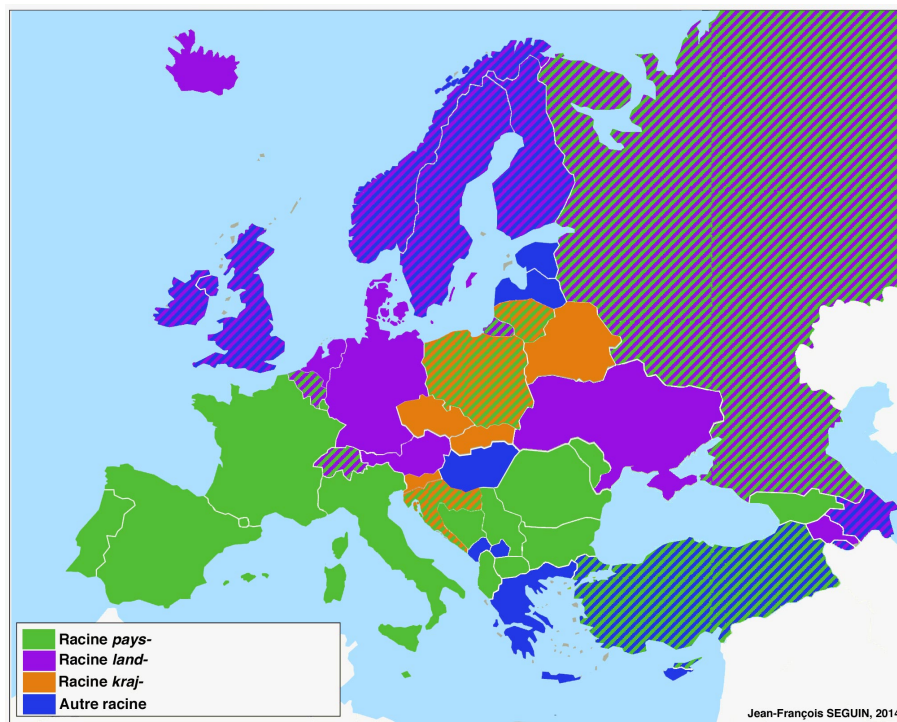 Racine pays-
Racine land-
Racine kraj-
Autre racine
Jean-François SEGUIN, 2014